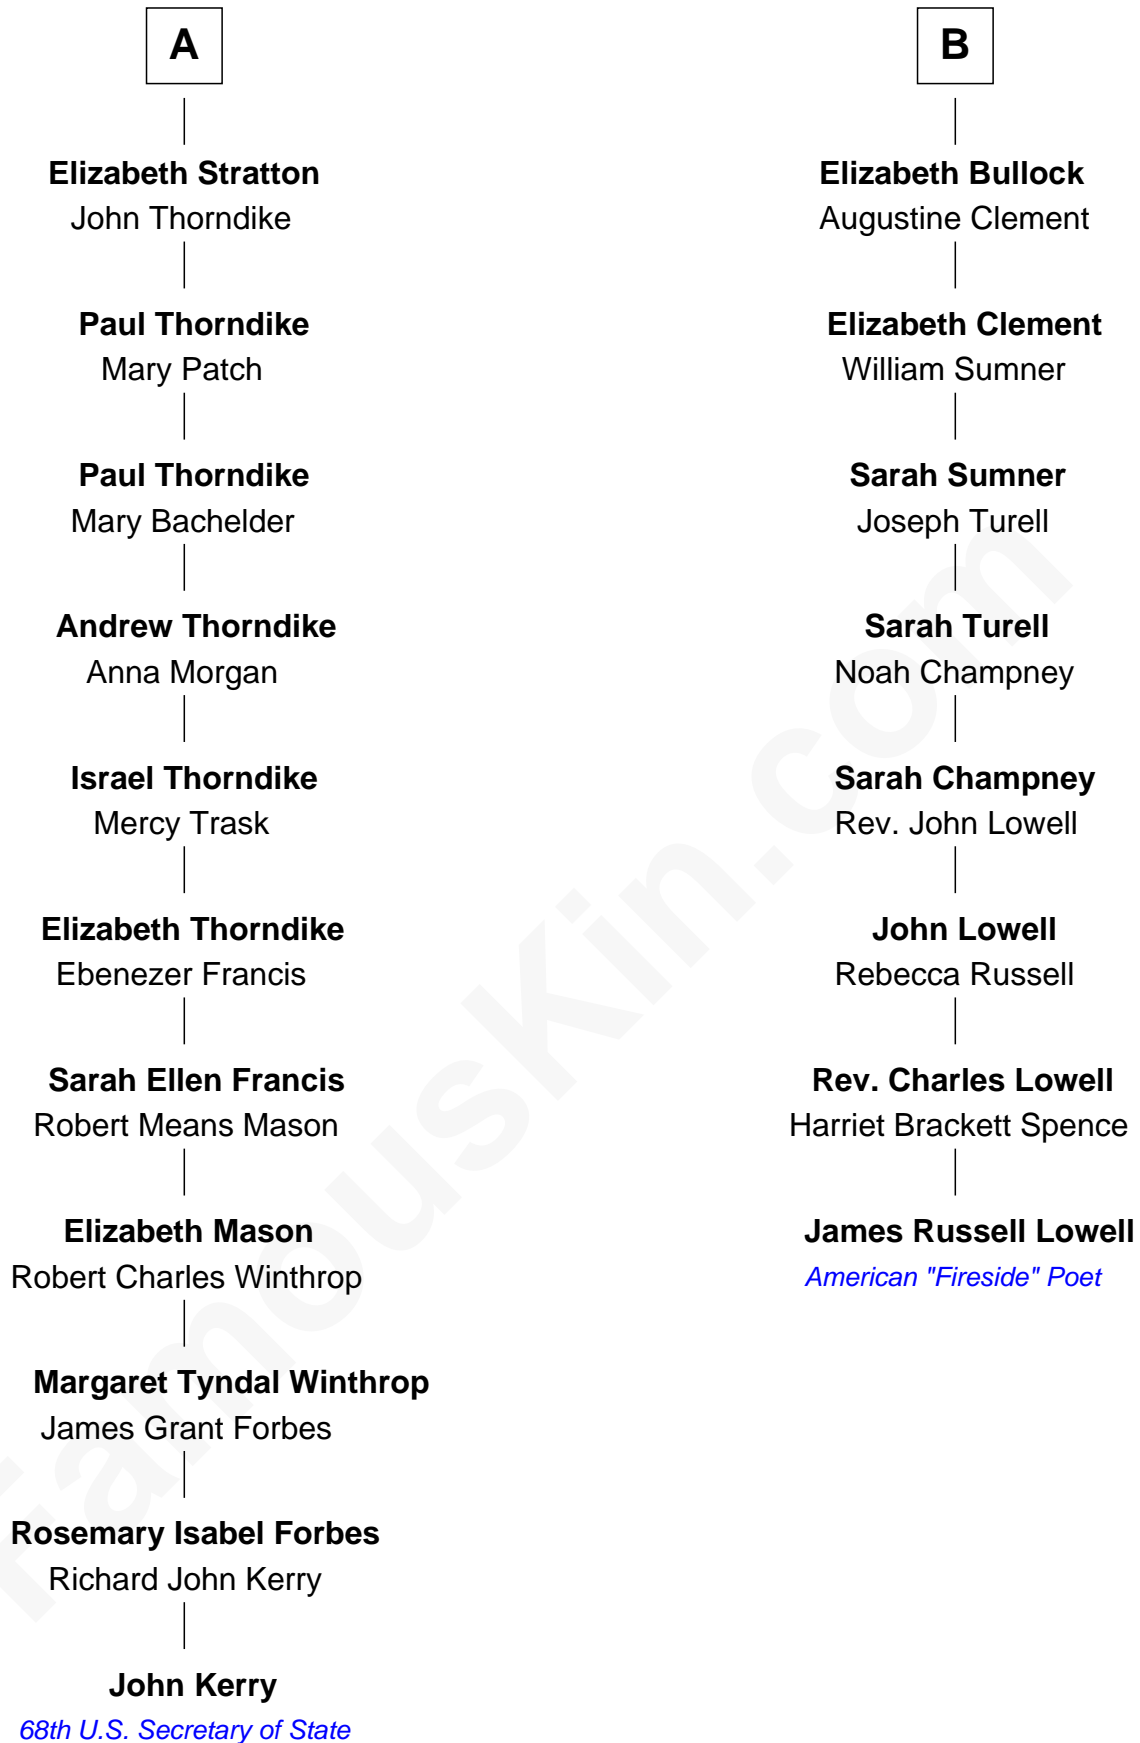 A
Elizabeth Stratton
John Thorndike
Paul Thorndike
Mary Patch
Paul Thorndike
Mary Bachelder
Andrew Thorndike
Anna Morgan
Israel Thorndike
Mercy Trask
Elizabeth Thorndike
Ebenezer Francis
Sarah Ellen Francis
Robert Means Mason
Elizabeth Mason
Robert Charles Winthrop
Margaret Tyndal Winthrop
James Grant Forbes
Rosemary Isabel Forbes
Richard John Kerry
John Kerry
68th U.S. Secretary of State
B
Elizabeth Bullock
Augustine Clement
Elizabeth Clement
William Sumner
Sarah Sumner
Joseph Turell
Sarah Turell
Noah Champney
Sarah Champney
Rev. John Lowell
John Lowell
Rebecca Russell
Rev. Charles Lowell
Harriet Brackett Spence
James Russell Lowell
American "Fireside" Poet
FamousKin.com